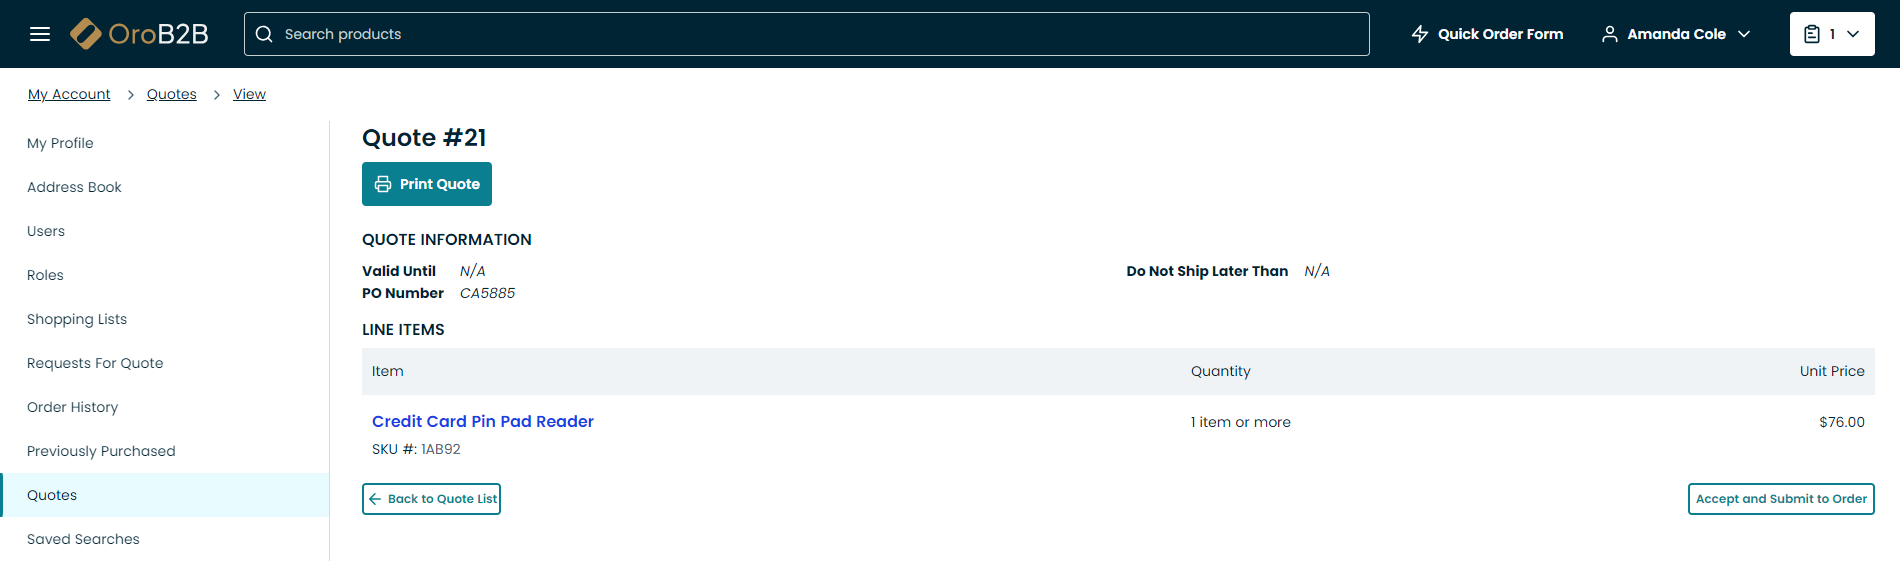 OroB2B Search products Quick Order Form Amanda Cole 1
My Account > Quotes > View
My Profile
Address Book
Users
Roles
Shopping Lists
Requests For Quote
Order History
Previously Purchased
Quotes
Saved Searches
Quote #21
Print Quote
QUOTE INFORMATION
Valid Until N/A Do Not Ship Later Than N/A
PO Number CA5885
LINE ITEMS
Item Quantity Unit Price
Credit Card Pin Pad Reader 1 item or more $76.00
SKU #: 1AB92
Back to Quote List Accept and Submit to Order